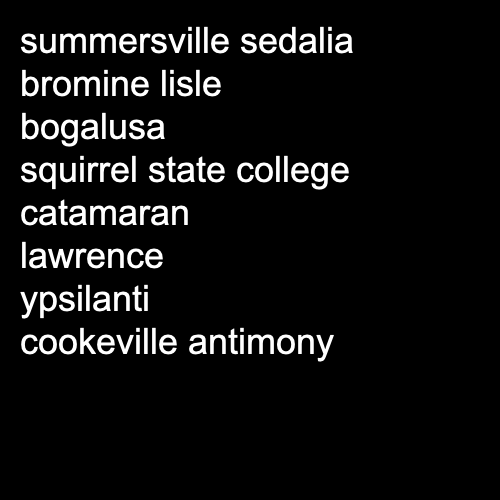 summersville sedalia
bromine lisle
bogalusa
squirrel state college
catamaran
lawrence
ypsilanti
cookeville antimony